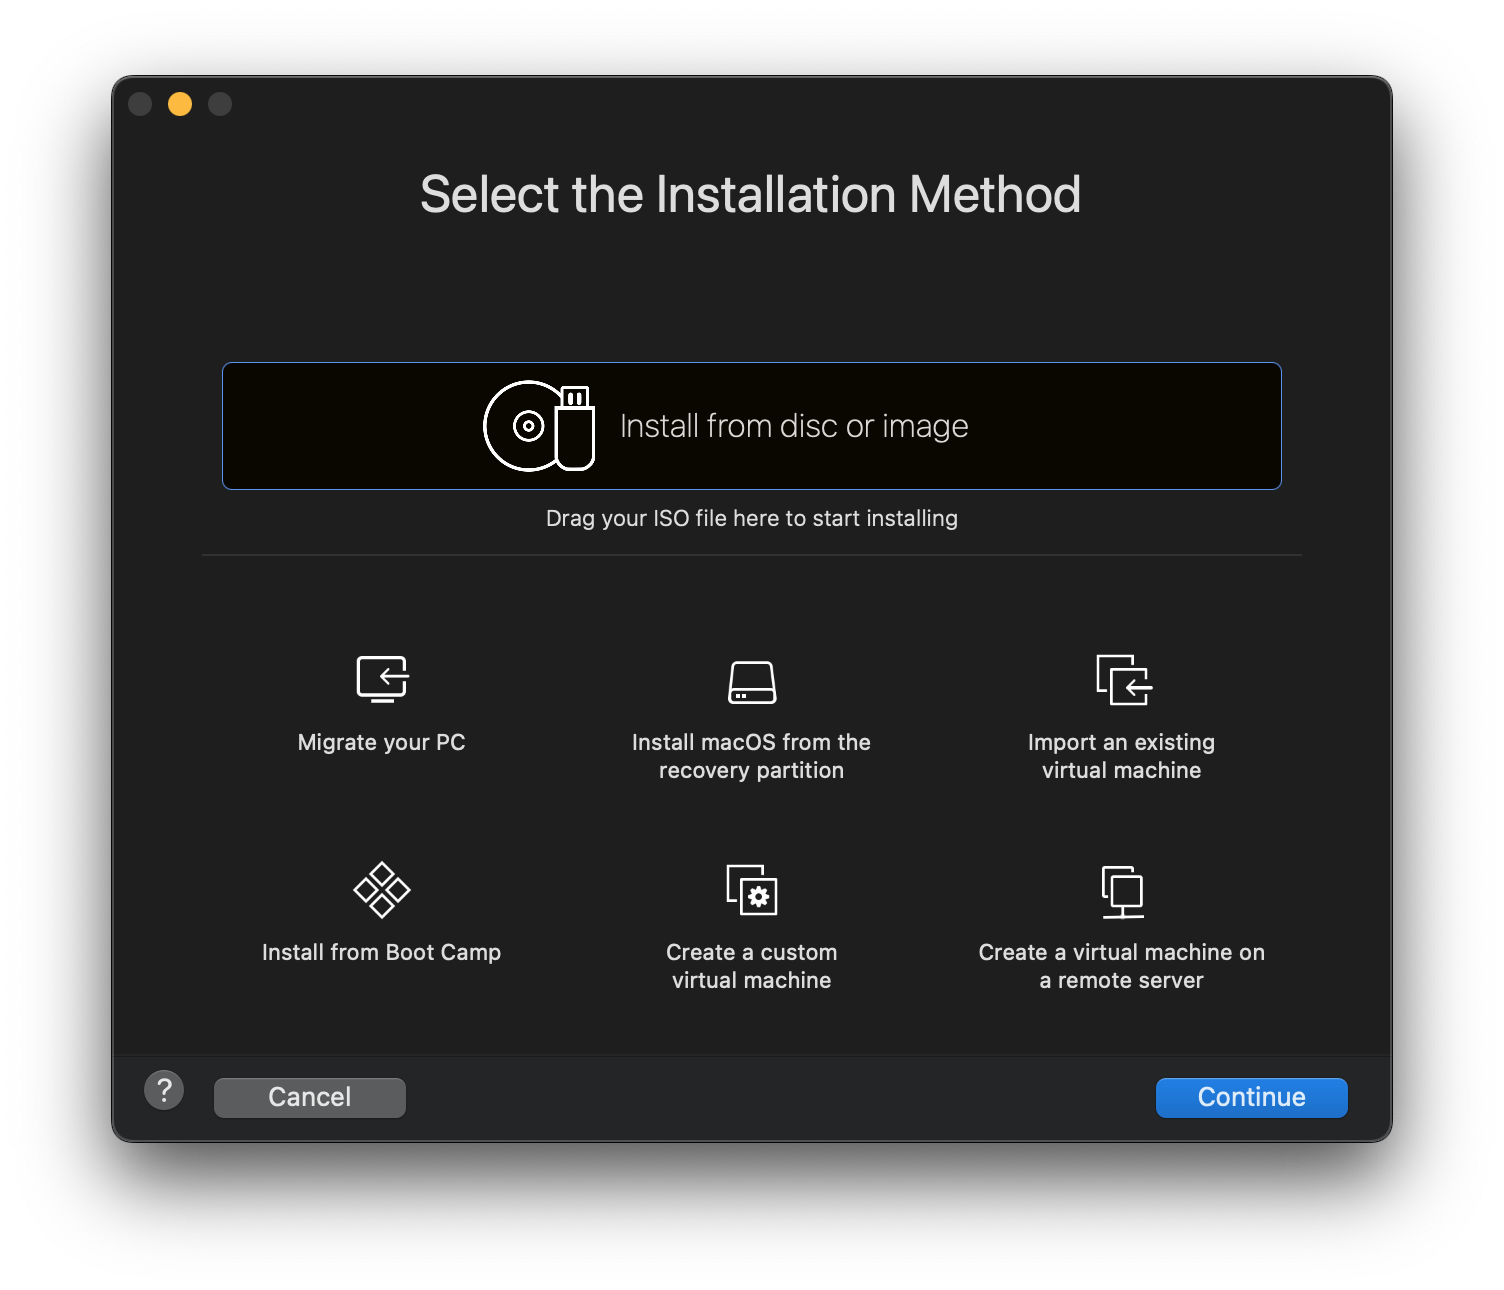 Select the Installation Method
Install from disc or image
Drag your ISO file here to start installing
Migrate your PC
Install macOS from the
recovery partition
Import an existing
virtual machine
Install from Boot Camp
Create a custom
virtual machine
Create a virtual machine on
a remote server
?
Cancel
Continue